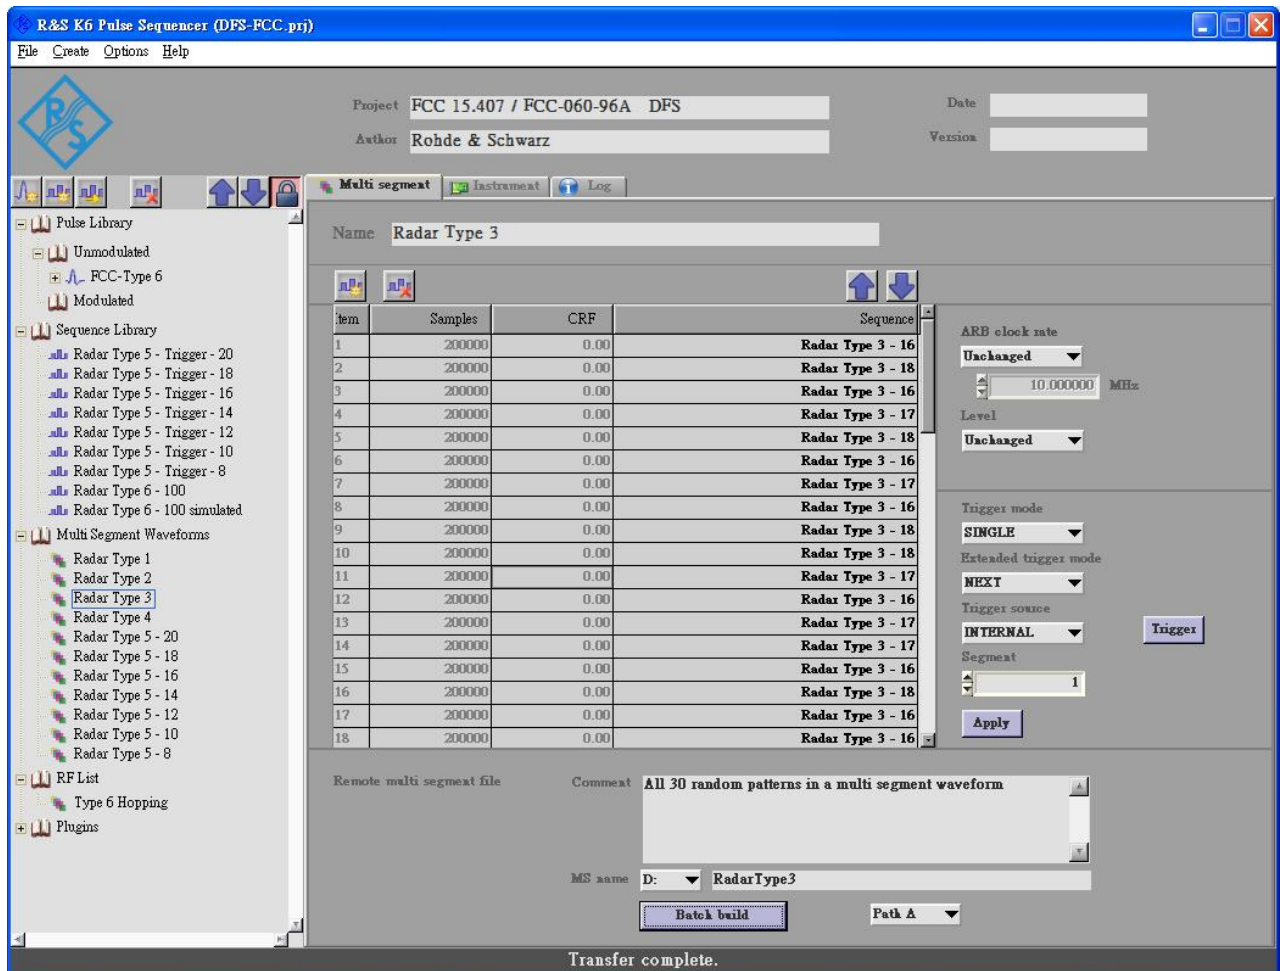 R&S K6 Pulse Sequencer (DFS-FCC.prj)
File Create Options Help
R/S
Project FCC 15.407 / FCC-060-96A DFS
Date
Author Rohde & Schwarz
Version
Multi segment Instrument Log
Pulse Library
Unmodulated
FCC-Type 6
Modulated
Sequence Library
Radar Type 5 - Trigger - 20
Radar Type 5 - Trigger - 18
Radar Type 5 - Trigger - 16
Radar Type 5 - Trigger - 14
Radar Type 5 - Trigger - 12
Radar Type 5 - Trigger - 10
Radar Type 5 - Trigger - 8
Radar Type 6 - 100
Radar Type 6 - 100 simulated
Multi Segment Waveforms
Radar Type 1
Radar Type 2
Radar Type 3
Radar Type 4
Radar Type 5 - 20
Radar Type 5 - 18
Radar Type 5 - 16
Radar Type 5 - 14
Radar Type 5 - 12
Radar Type 5 - 10
Radar Type 5 - 8
RF List
Type 6 Hopping
Plugins
Name Radar Type 3
Item Samples CRF Sequence
1 200000 0.00 Radar Type 3 - 16
2 200000 0.00 Radar Type 3 - 18
3 200000 0.00 Radar Type 3 - 16
4 200000 0.00 Radar Type 3 - 17
5 200000 0.00 Radar Type 3 - 18
6 200000 0.00 Radar Type 3 - 16
7 200000 0.00 Radar Type 3 - 17
8 200000 0.00 Radar Type 3 - 16
9 200000 0.00 Radar Type 3 - 18
10 200000 0.00 Radar Type 3 - 18
11 200000 0.00 Radar Type 3 - 17
12 200000 0.00 Radar Type 3 - 16
13 200000 0.00 Radar Type 3 - 17
14 200000 0.00 Radar Type 3 - 17
15 200000 0.00 Radar Type 3 - 16
16 200000 0.00 Radar Type 3 - 18
17 200000 0.00 Radar Type 3 - 16
18 200000 0.00 Radar Type 3 - 16
ARB clock rate
Unchanged
10.000000 MHz
Level
Unchanged
Trigger mode
SINGLE
Extended trigger mode
NEXT
Trigger source
INTERNAL
Trigger
Segment
1
Apply
Remote multi segment file
Comment All 30 random patterns in a multi segment waveform
MS name D: RadarType3
Batch build Path A
Transfer complete.